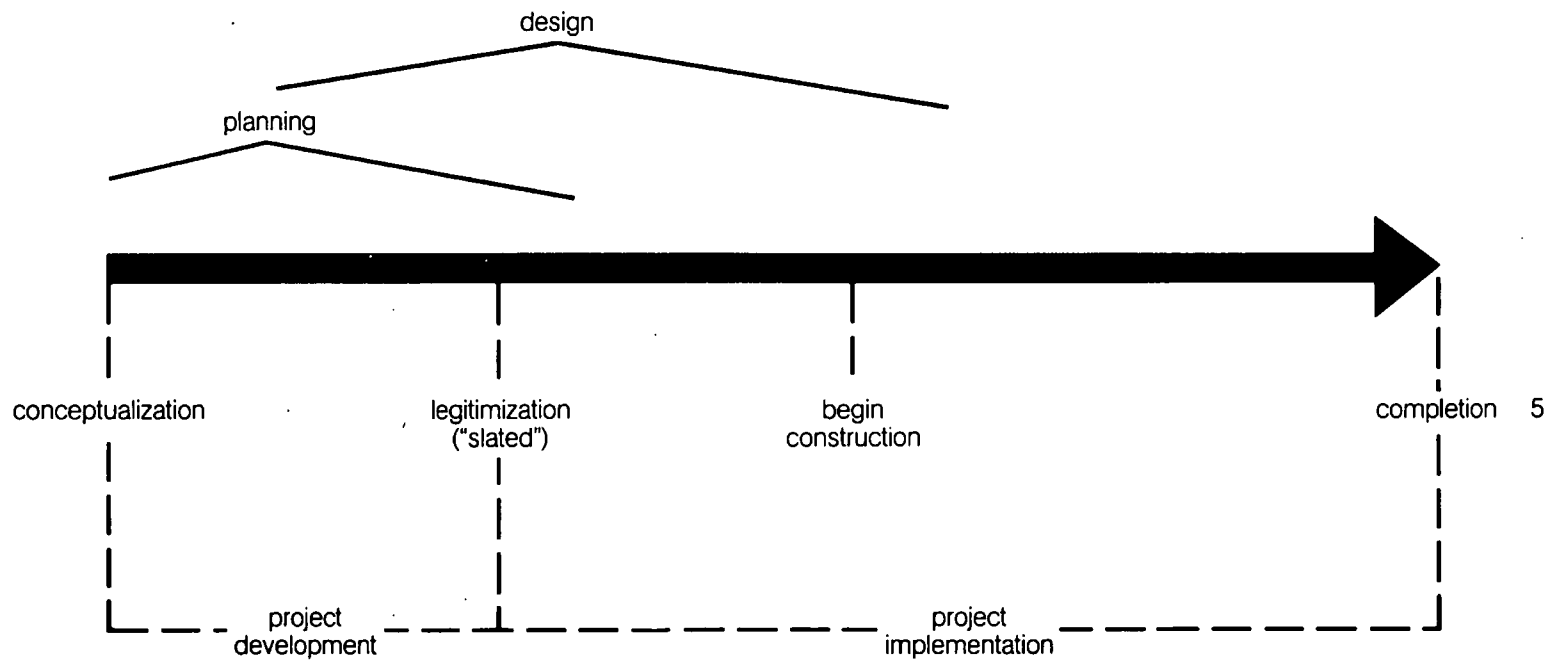 design
planning
conceptualization
legitimization
("slated")
begin
construction
completion 5
project
development
project
implementation